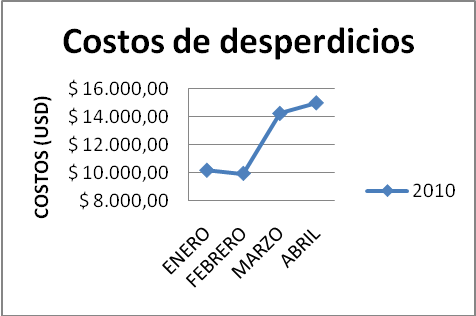 Costos de desperdicios
COSTOS (USD)
$ 16.000,00
$ 14.000,00
$ 12.000,00
$ 10.000,00
$ 8.000,00
ENERO
FEBRERO
MARZO
ABRIL
2010